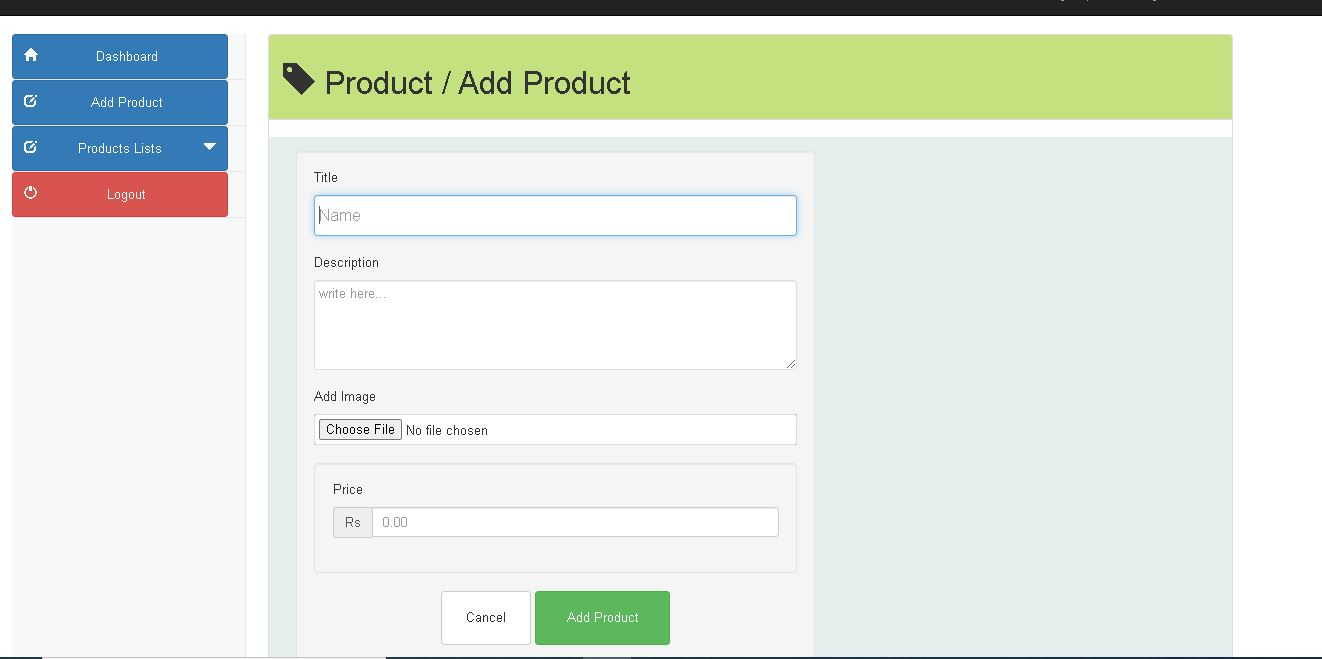 Dashboard
Add Product
Products Lists
Logout
Product / Add Product
Title
Name
Description
write here...
Add Image
Choose File No file chosen
Price
Rs 0.00
Cancel Add Product